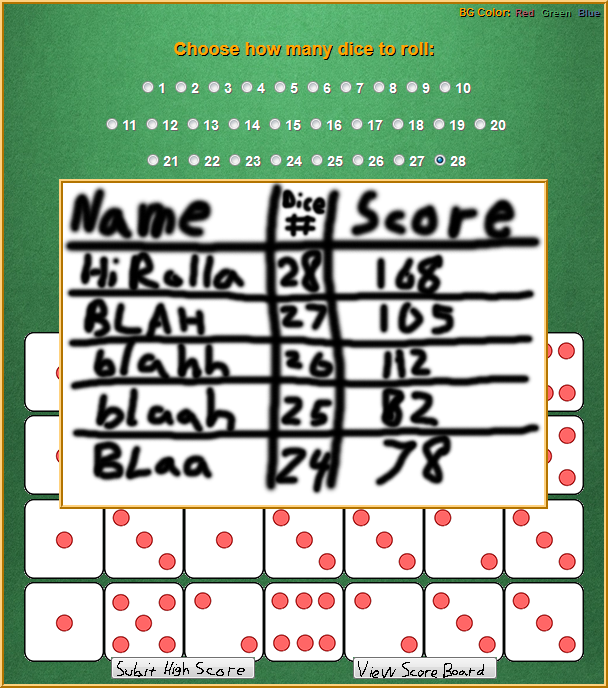 BG Color: Red Green Blue
Choose how many dice to roll:
1 2 3 4 5 6 7 8 9 10
11 12 13 14 15 16 17 18 19 20
21 22 23 24 25 26 27 28
Name Dice # Score
HiRolla 28 168
BLAH 27 105
blahh 26 112
blaah 25 82
BLaa 24 78
Subit High Score View Score Board